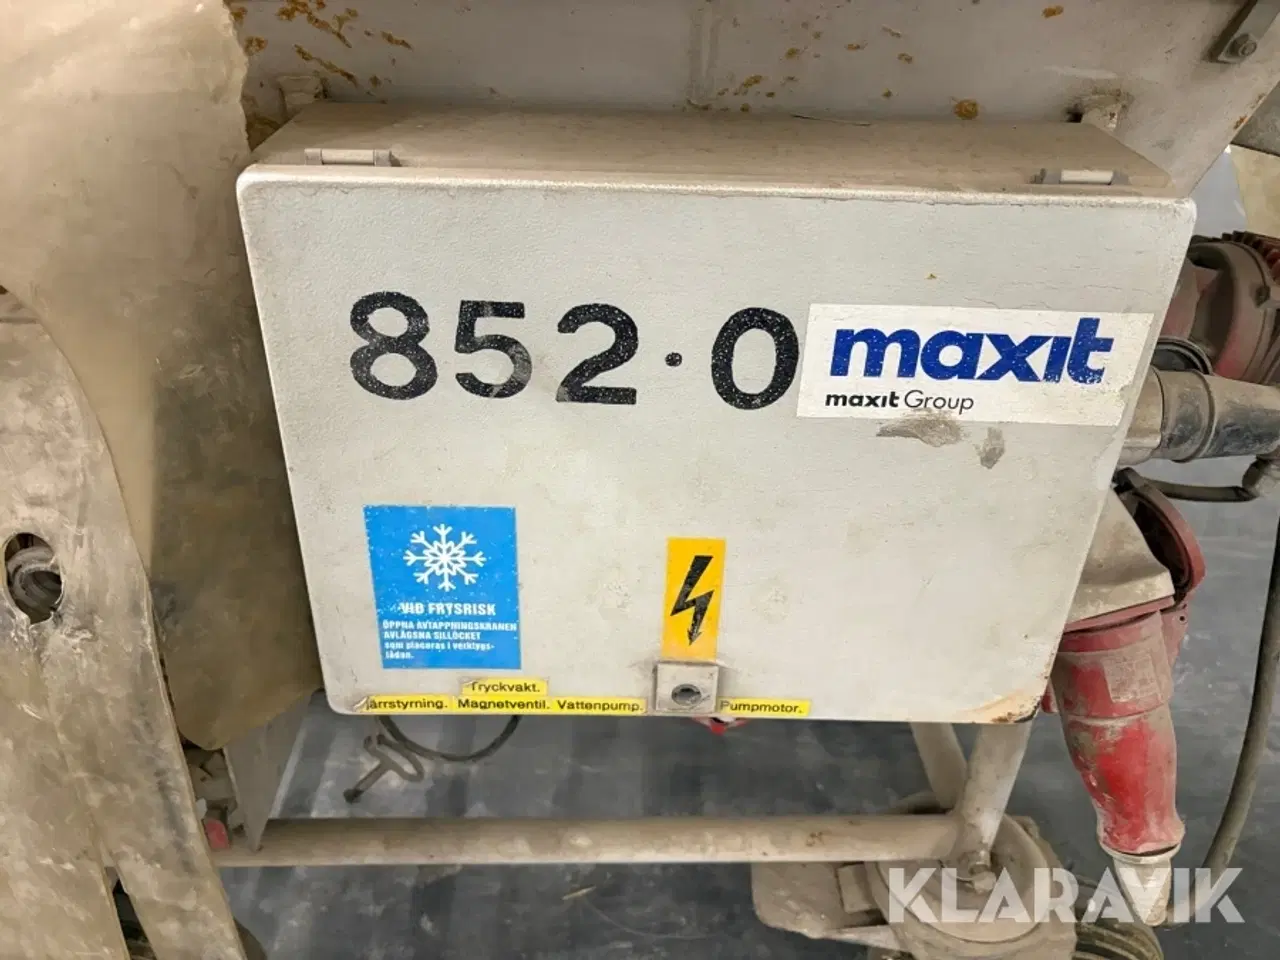 852·0
maxit
maxit Group
VID FRYSRISK
ÖPPNA AVTAPPNINGSKRANEN
AVLÄGSNA SILLOCKET
som placeras i verktygs-
lådan.
Tryckvakt.
järrstyrning. Magnetventil. Vattenpump. Pumpmotor.
KLARAVIK